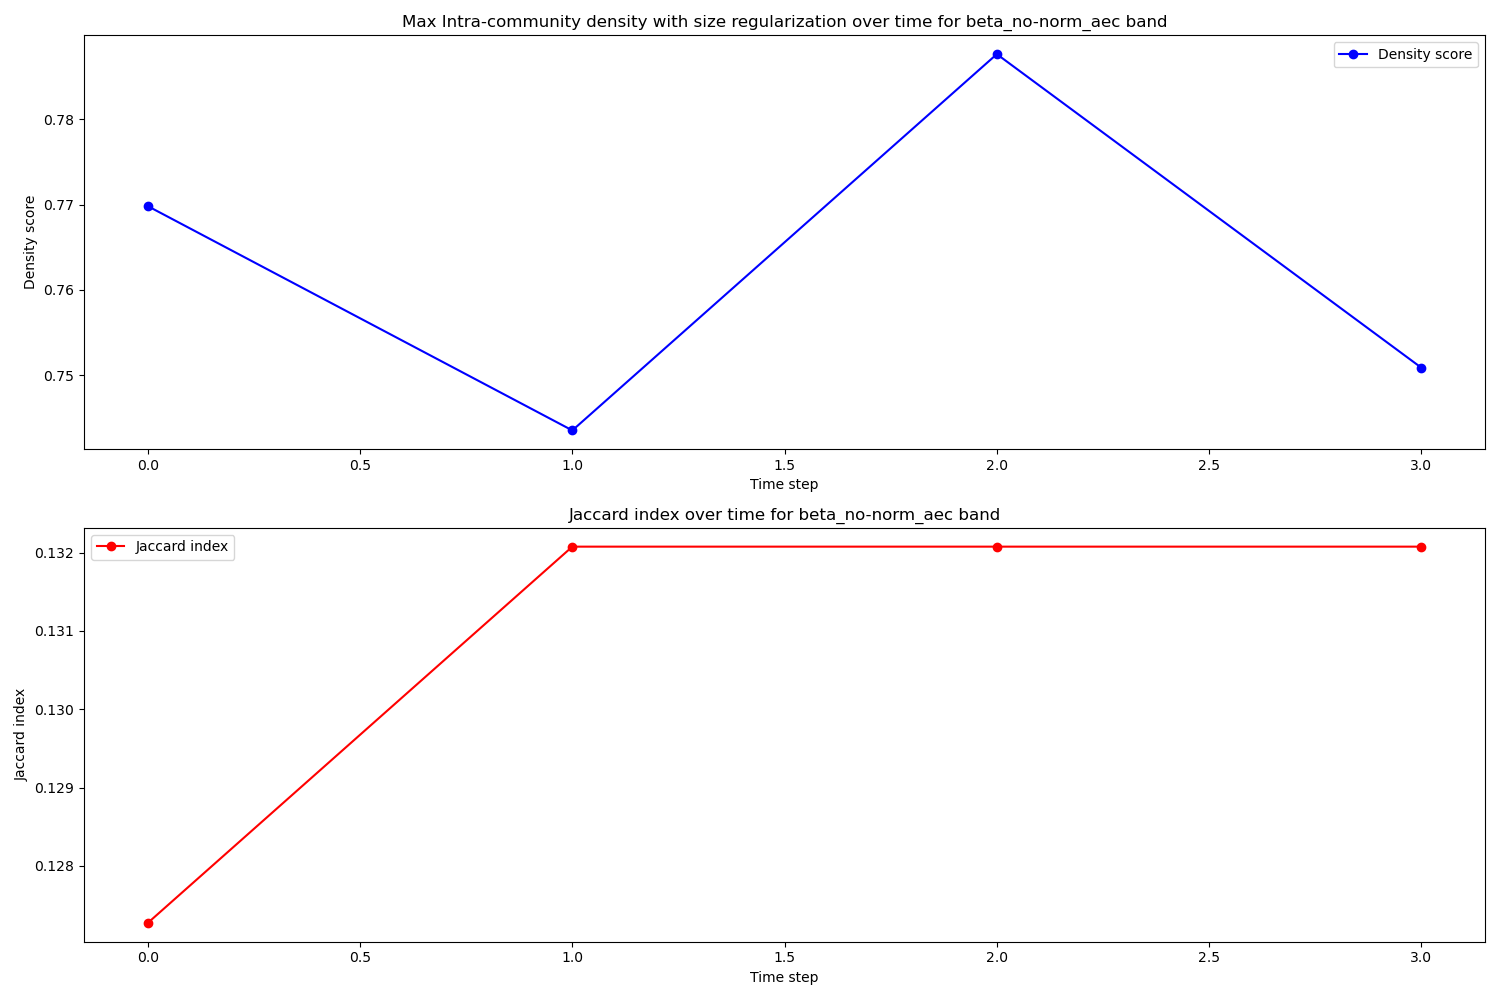 Max Intra-community density with size regularization over time for beta_no-norm_aec band
Density score
0.78
0.77
0.76
0.75
Density score
0.0 0.5 1.0 1.5 2.0 2.5 3.0
Time step
Jaccard index over time for beta_no-norm_aec band
Jaccard index
0.132
0.131
0.130
0.129
0.128
Jaccard index
0.0 0.5 1.0 1.5 2.0 2.5 3.0
Time step